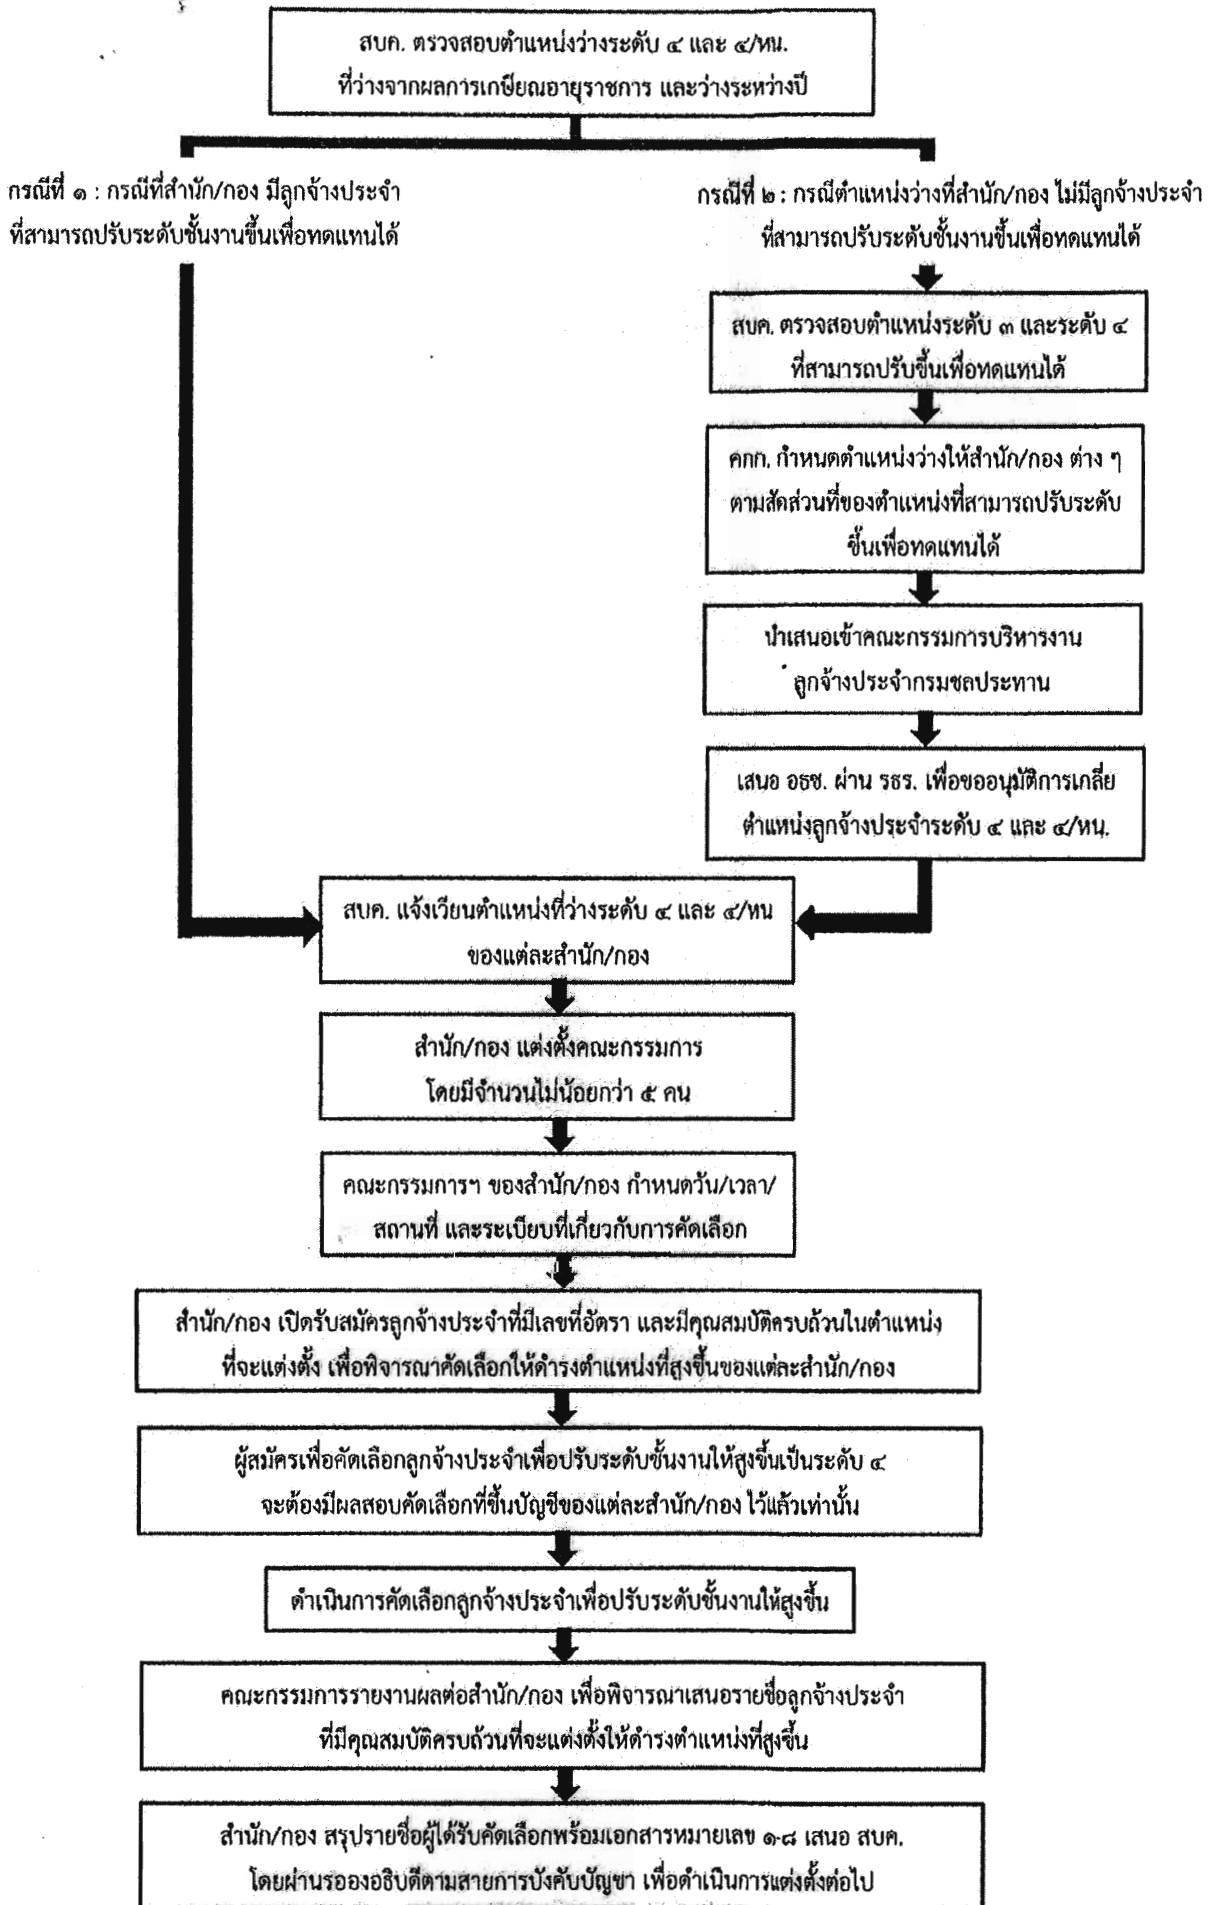 สบค. ตรวจสอบตำแหน่งว่างระดับ ๔ และ ๔/หน.
ที่ว่างจากผลการเกษียณอายุราชการ และว่างระหว่างปี
กรณีที่ ๑ : กรณีที่สำนัก/กอง มีลูกจ้างประจำ
ที่สามารถปรับระดับชั้นงานขึ้นเพื่อทดแทนได้
กรณีที่ ๒ : กรณีตำแหน่งว่างที่สำนัก/กอง ไม่มีลูกจ้างประจำ
ที่สามารถปรับระดับชั้นงานขึ้นเพื่อทดแทนได้
สบค. ตรวจสอบตำแหน่งระดับ ๓ และระดับ ๔
ที่สามารถปรับขึ้นเพื่อทดแทนได้
คกก. กำหนดตำแหน่งว่างให้สำนัก/กอง ต่าง ๆ
ตามสัดส่วนที่ของตำแหน่งที่สามารถปรับระดับ
ขึ้นเพื่อทดแทนได้
นำเสนอเข้าคณะกรรมการบริหารงาน
ลูกจ้างประจำกรมชลประทาน
เสนอ อธช. ผ่าน รธร. เพื่อขออนุมัติการเกลี่ย
ตำแหน่งลูกจ้างประจำระดับ ๔ และ ๔/หน.
สบค. แจ้งเวียนตำแหน่งที่ว่างระดับ ๔ และ ๔/หน
ของแต่ละสำนัก/กอง
สำนัก/กอง แต่งตั้งคณะกรรมการ
โดยมีจำนวนไม่น้อยกว่า ๕ คน
คณะกรรมการฯ ของสำนัก/กอง กำหนดวัน/เวลา/
สถานที่ และระเบียบที่เกี่ยวกับการคัดเลือก
สำนัก/กอง เปิดรับสมัครลูกจ้างประจำที่มีเลขที่อัตรา และมีคุณสมบัติครบถ้วนในตำแหน่ง
ที่จะแต่งตั้ง เพื่อพิจารณาคัดเลือกให้ดำรงตำแหน่งที่สูงขึ้นของแต่ละสำนัก/กอง
ผู้สมัครเพื่อคัดเลือกลูกจ้างประจำเพื่อปรับระดับชั้นงานให้สูงขึ้นเป็นระดับ ๔
จะต้องมีผลสอบคัดเลือกที่ขึ้นบัญชีของแต่ละสำนัก/กอง ไว้แล้วเท่านั้น
ดำเนินการคัดเลือกลูกจ้างประจำเพื่อปรับระดับชั้นงานให้สูงขึ้น
คณะกรรมการรายงานผลต่อสำนัก/กอง เพื่อพิจารณาเสนอรายชื่อลูกจ้างประจำ
ที่มีคุณสมบัติครบถ้วนที่จะแต่งตั้งให้ดำรงตำแหน่งที่สูงขึ้น
สำนัก/กอง สรุปรายชื่อผู้ได้รับคัดเลือกพร้อมเอกสารหมายเลข ๑-๘ เสนอ สบค.
โดยผ่านรอองอธิบดีตามสายการบังคับบัญชา เพื่อดำเนินการแต่งตั้งต่อไป